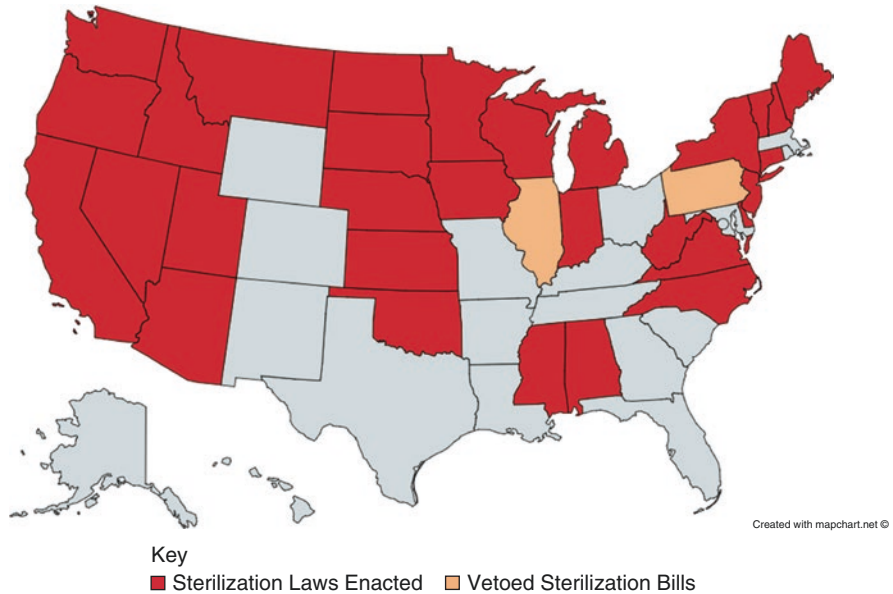 Created with mapchart.net ©
Key
Sterilization Laws Enacted Vetoed Sterilization Bills